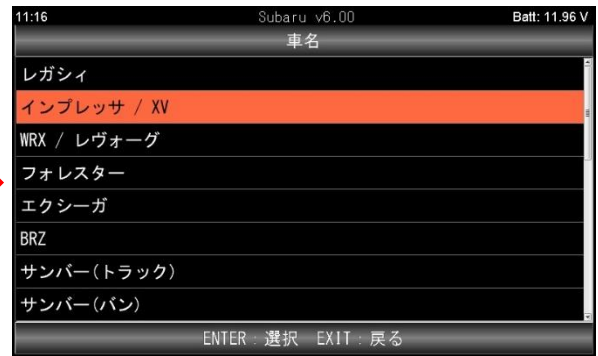 11:16 Subaru v6.00 Batt: 11.96 V
車名
レガシィ
インプレッサ / XV
WRX / レヴォーグ
フォレスター
エクシーガ
BRZ
サンバー(トラック)
サンバー(バン)
ENTER：選択 EXIT：戻る